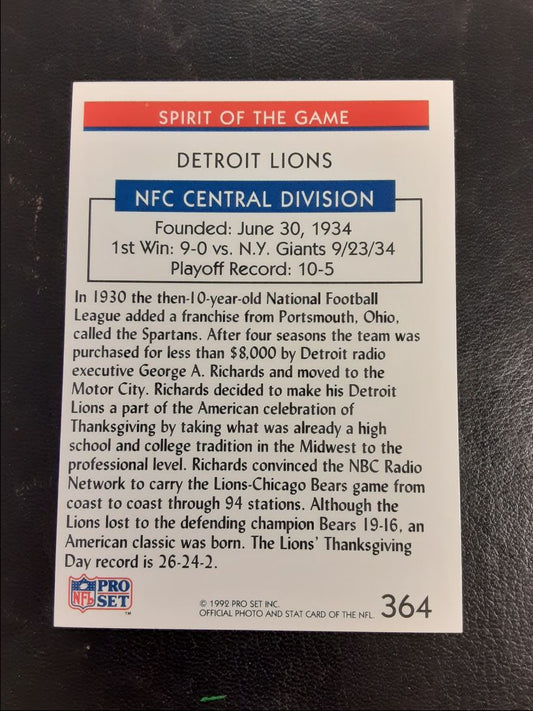 SPIRIT OF THE GAME
DETROIT LIONS
NFC CENTRAL DIVISION
Founded: June 30, 1934
1st Win: 9-0 vs. N.Y. Giants 9/23/34
Playoff Record: 10-5
In 1930 the then-10-year-old National Football
League added a franchise from Portsmouth, Ohio,
called the Spartans. After four seasons the team was
purchased for less than $8,000 by Detroit radio
executive George A. Richards and moved to the
Motor City. Richards decided to make his Detroit
Lions a part of the American celebration of
Thanksgiving by taking what was already a high
school and college tradition in the Midwest to the
professional level. Richards convinced the NBC Radio
Network to carry the Lions-Chicago Bears game from
coast to coast through 94 stations. Although the
Lions lost to the defending champion Bears 19-16, an
American classic was born. The Lions' Thanksgiving
Day record is 26-24-2.
NFL PRO SET ™
© 1992 PRO SET INC.
OFFICIAL PHOTO AND STAT CARD OF THE NFL. 364